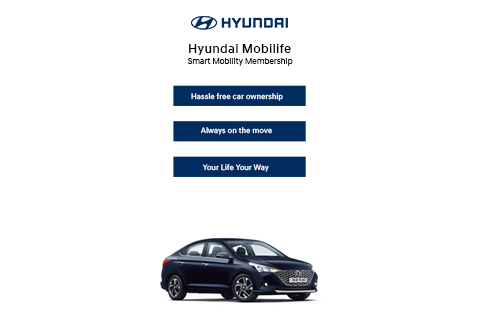 HYUNDAI
Hyundai Mobilife
Smart Mobility Membership
Hassle free car ownership
Always on the move
Your Life Your Way